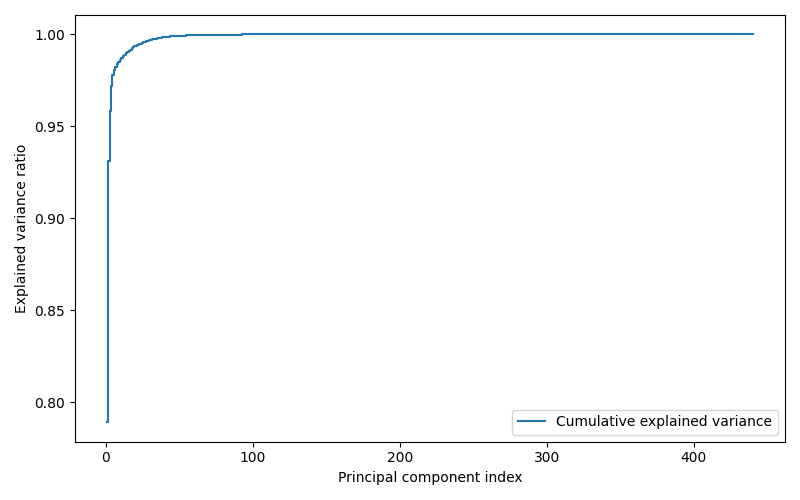 1.00
0.95
0.90
0.85
0.80
Explained variance ratio
Cumulative explained variance
0 100 200 300 400
Principal component index